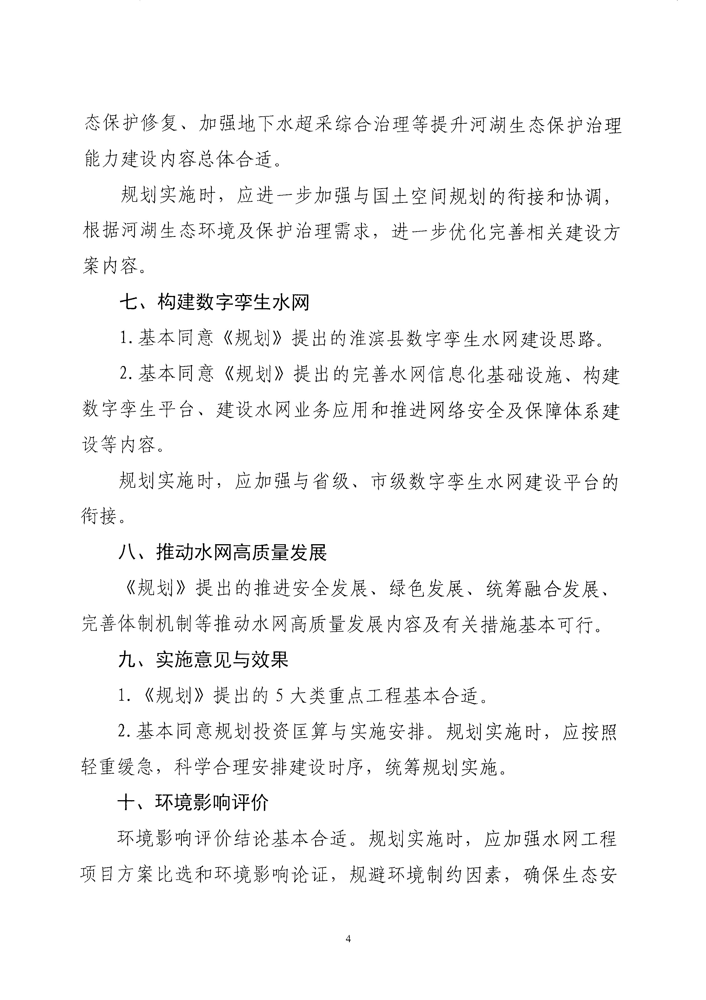 态保护修复、加强地下水超采综合治理等提升河湖生态保护治理
能力建设内容总体合适。
规划实施时，应进一步加强与国土空间规划的衔接和协调，
根据河湖生态环境及保护治理需求，进一步优化完善相关建设方
案内容。
七、构建数字孪生水网
1.基本同意《规划》提出的淮滨县数字孪生水网建设思路。
2.基本同意《规划》提出的完善水网信息化基础设施、构建
数字孪生平台、建设水网业务应用和推进网络安全及保障体系建
设等内容。
规划实施时，应加强与省级、市级数字孪生水网建设平台的
衔接。
八、推动水网高质量发展
《规划》提出的推进安全发展、绿色发展、统筹融合发展、
完善体制机制等推动水网高质量发展内容及有关措施基本可行。
九、实施意见与效果
1.《规划》提出的 5 大类重点工程基本合适。
2.基本同意规划投资匡算与实施安排。规划实施时，应按照
轻重缓急，科学合理安排建设时序，统筹规划实施。
十、环境影响评价
环境影响评价结论基本合适。规划实施时，应加强水网工程
项目方案比选和环境影响论证，规避环境制约因素，确保生态安
4